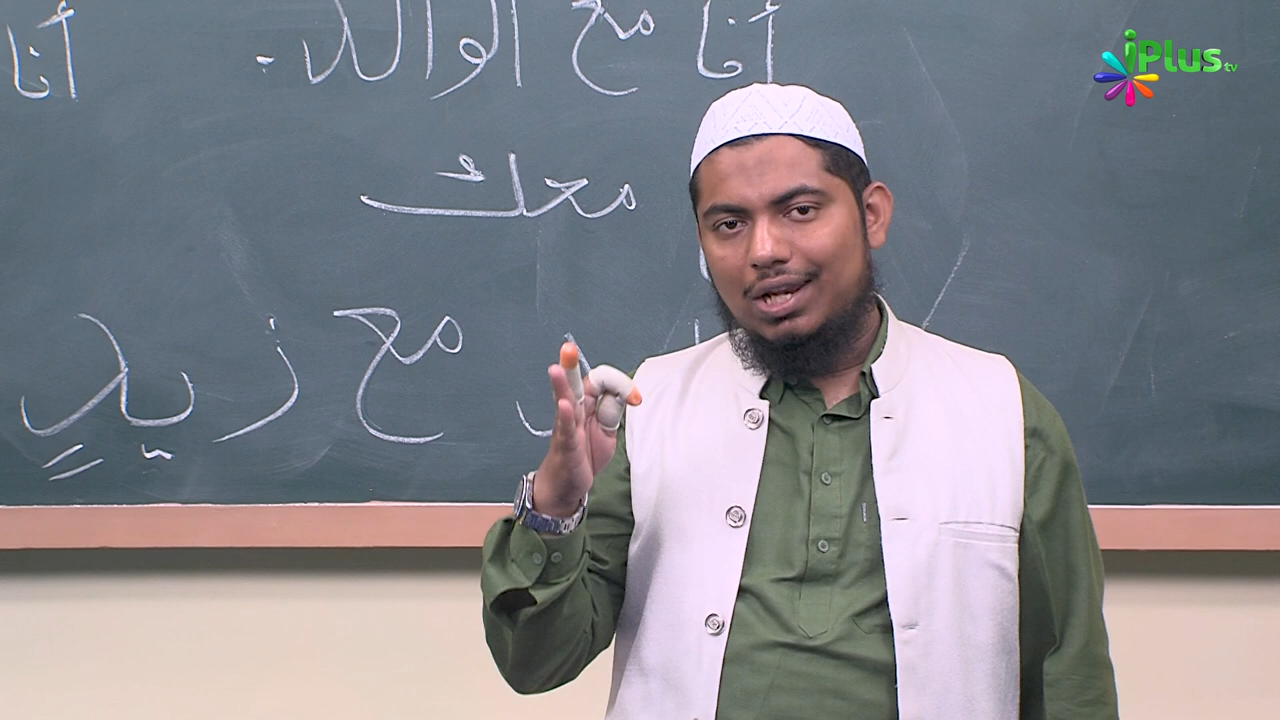 أنا مع الوالد. أنا
معك
مع زيدٍ
iPlus tv